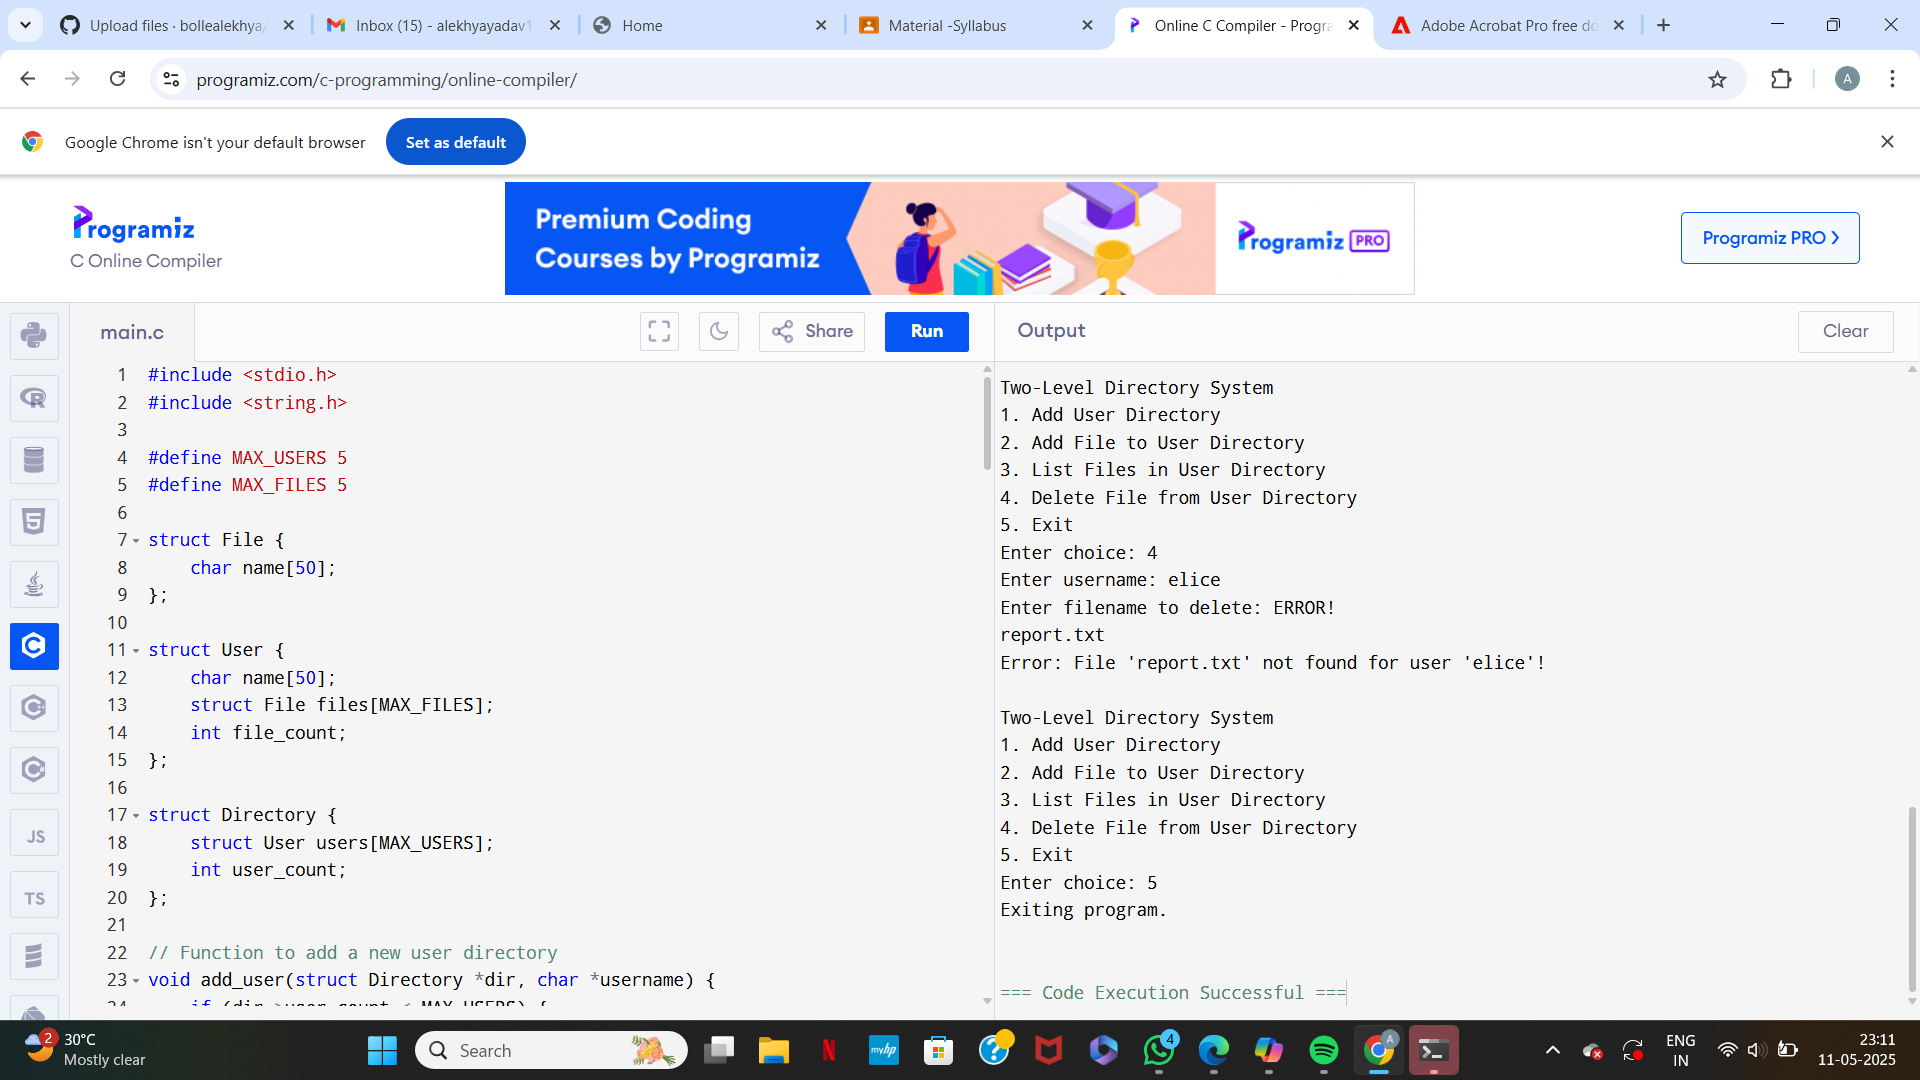 Upload files · bollealekhya/
Inbox (15) - alekhyayadav1
Home
Material -Syllabus
Online C Compiler - Progra
Adobe Acrobat Pro free do
programiz.com/c-programming/online-compiler/
A
Google Chrome isn't your default browser
Set as default
Programiz
C Online Compiler
Premium Coding
Courses by Programiz
Programiz PRO
Programiz PRO
main.c
Share
Run
Output
Clear
1 #include <stdio.h>
2 #include <string.h>
3
4 #define MAX_USERS 5
5 #define MAX_FILES 5
6
7 struct File {
8 char name[50];
9 };
10
11 struct User {
12 char name[50];
13 struct File files[MAX_FILES];
14 int file_count;
15 };
16
17 struct Directory {
18 struct User users[MAX_USERS];
19 int user_count;
20 };
21
22 // Function to add a new user directory
23 void add_user(struct Directory *dir, char *username) {
24 if (dir->user_count < MAX_USERS) {
Two-Level Directory System
1. Add User Directory
2. Add File to User Directory
3. List Files in User Directory
4. Delete File from User Directory
5. Exit
Enter choice: 4
Enter username: elice
Enter filename to delete: ERROR!
report.txt
Error: File 'report.txt' not found for user 'elice'!
Two-Level Directory System
1. Add User Directory
2. Add File to User Directory
3. List Files in User Directory
4. Delete File from User Directory
5. Exit
Enter choice: 5
Exiting program.
=== Code Execution Successful ===
R
5
C
JS
TS
2
30°C
Mostly clear
Search
N
myhp
?
4
A
ENG
IN
23:11
11-05-2025